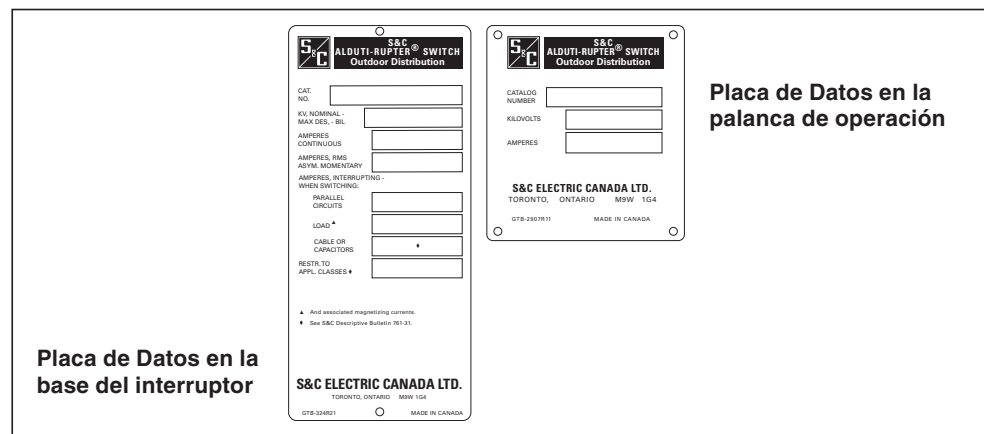 S&C
S&C
ALDUTI-RUPTER® SWITCH
Outdoor Distribution
CAT.
NO.
KV, NOMINAL -
MAX DES, - BIL
AMPERES
CONTINUOUS
AMPERES, RMS
ASYM. MOMENTARY
AMPERES, INTERRUPTING -
WHEN SWITCHING:
PARALLEL
CIRCUITS
LOAD ▲
CABLE OR
CAPACITORS
♦
RESTR. TO
APPL. CLASSES ♦
▲ And associated magnetizing currents.
♦ See S&C Descriptive Bulletin 761-31.
S&C ELECTRIC CANADA LTD.
TORONTO, ONTARIO M9W 1G4
GTB-324R21 MADE IN CANADA
Placa de Datos en la
base del interruptor
S&C
S&C
ALDUTI-RUPTER® SWITCH
Outdoor Distribution
CATALOG
NUMBER
KILOVOLTS
AMPERES
S&C ELECTRIC CANADA LTD.
TORONTO, ONTARIO M9W 1G4
GTB-2907R11 MADE IN CANADA
Placa de Datos en la
palanca de operación